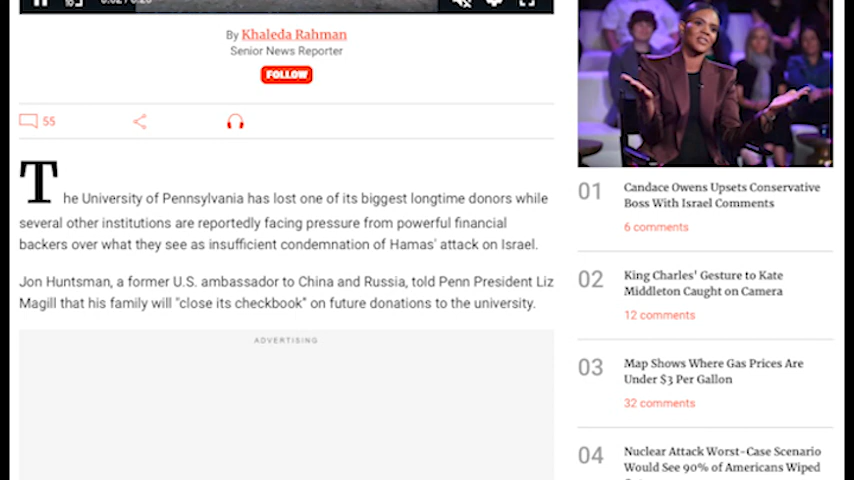 By Khaleda Rahman
Senior News Reporter
FOLLOW
55
The University of Pennsylvania has lost one of its biggest longtime donors while
several other institutions are reportedly facing pressure from powerful financial
backers over what they see as insufficient condemnation of Hamas' attack on Israel.
Jon Huntsman, a former U.S. ambassador to China and Russia, told Penn President Liz
Magill that his family will "close its checkbook" on future donations to the university.
ADVERTISING
01
Candace Owens Upsets Conservative
Boss With Israel Comments
6 comments
02
King Charles' Gesture to Kate
Middleton Caught on Camera
12 comments
03
Map Shows Where Gas Prices Are
Under $3 Per Gallon
32 comments
04
Nuclear Attack Worst-Case Scenario
Would See 90% of Americans Wiped